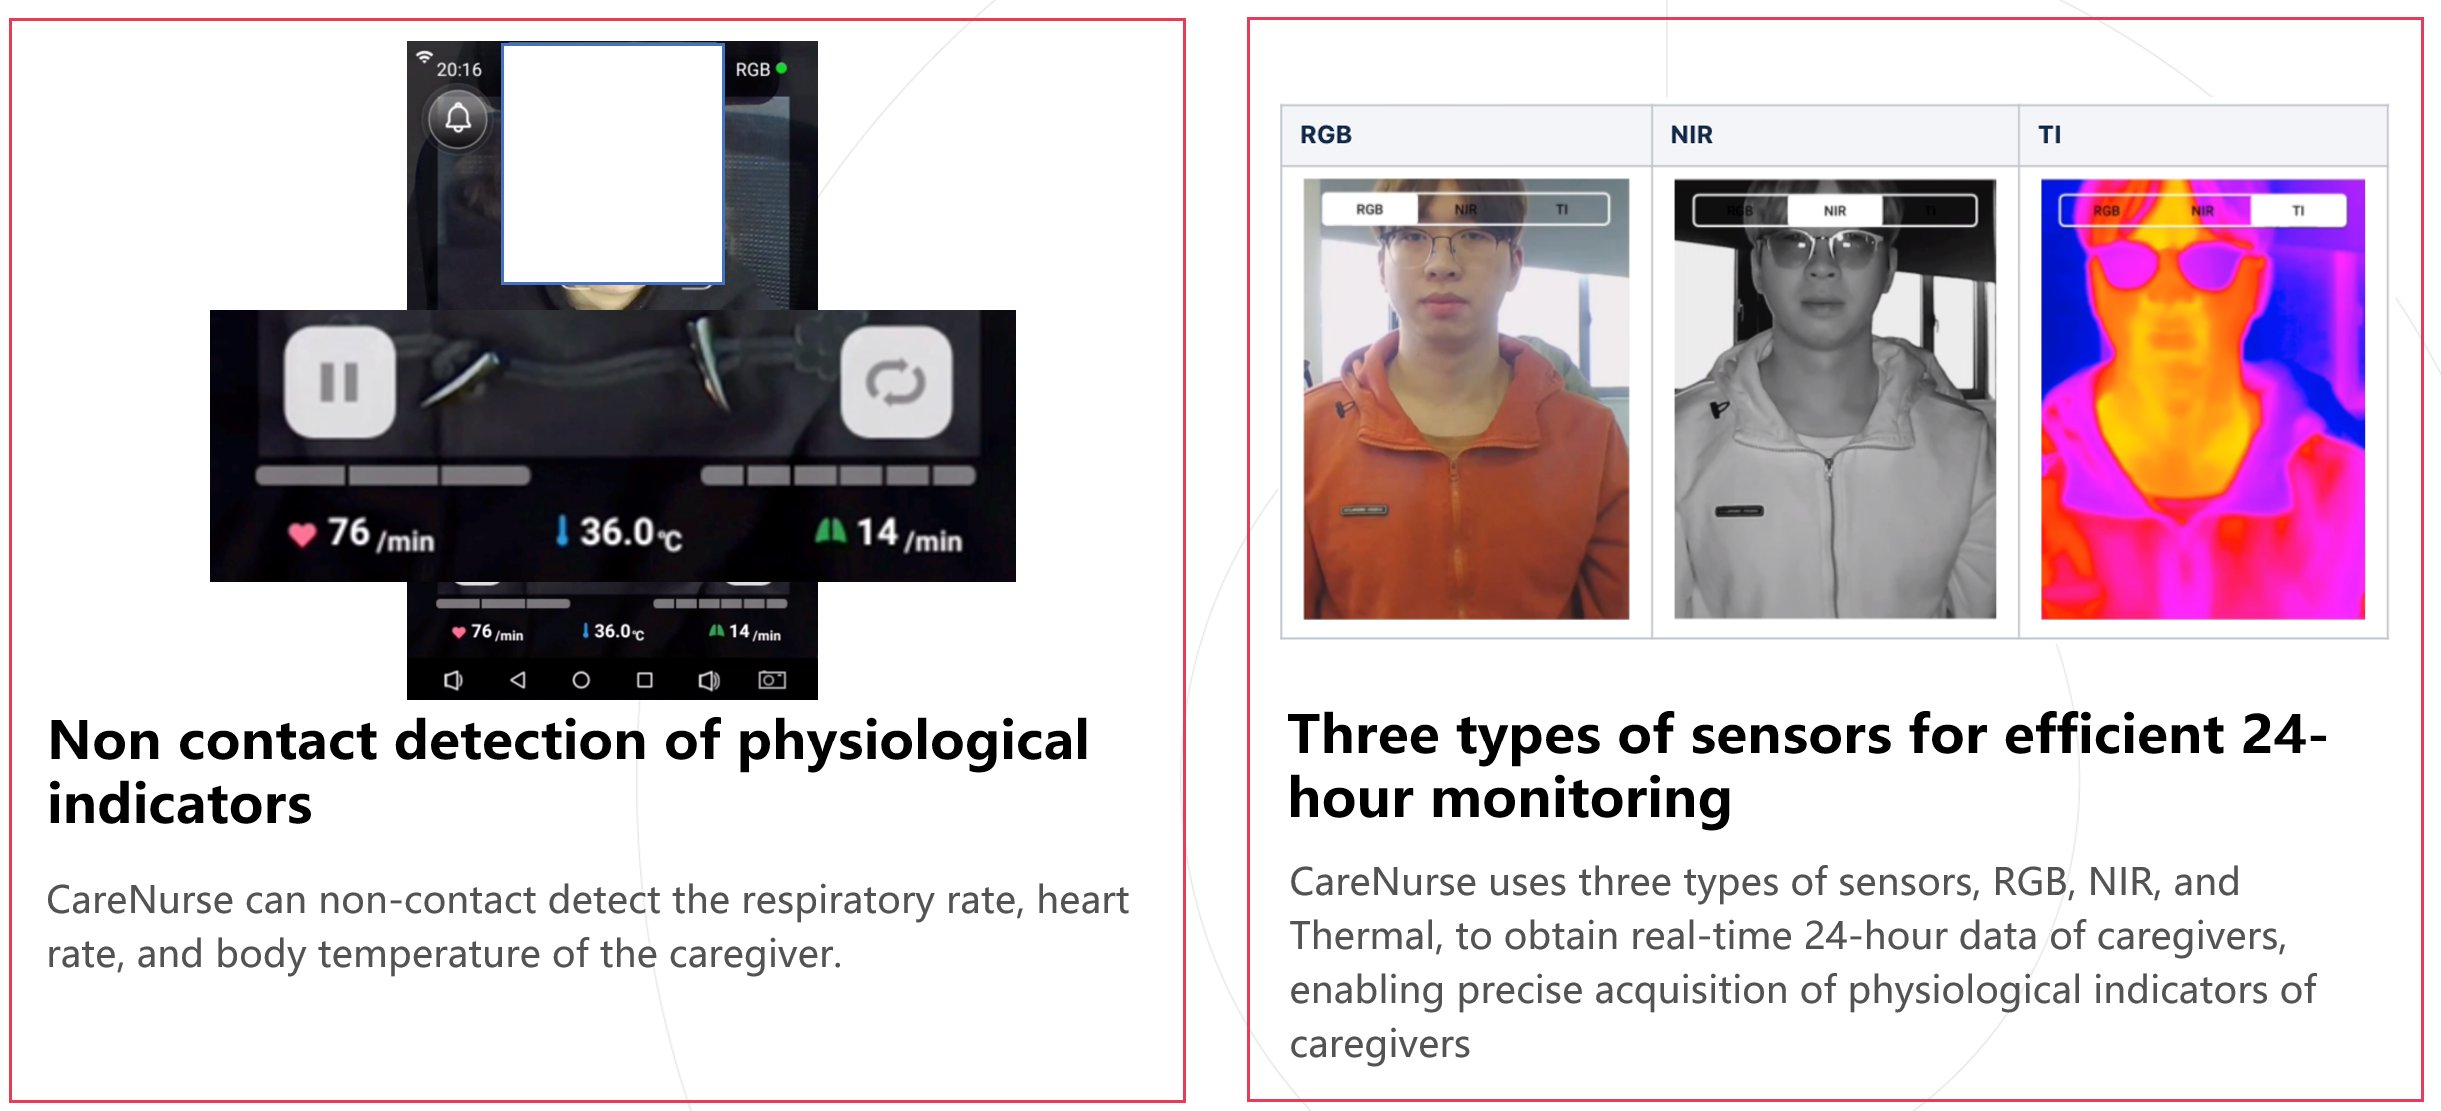 20:16
RGB
76 /min
36.0 °C
14 /min
76 /min
36.0 °C
14 /min
Non contact detection of physiological
indicators
CareNurse can non-contact detect the respiratory rate, heart
rate, and body temperature of the caregiver.
RGB NIR TI
RGB NIR TI
RGB NIR TI
RGB NIR TI
Three types of sensors for efficient 24-
hour monitoring
CareNurse uses three types of sensors, RGB, NIR, and
Thermal, to obtain real-time 24-hour data of caregivers,
enabling precise acquisition of physiological indicators of
caregivers